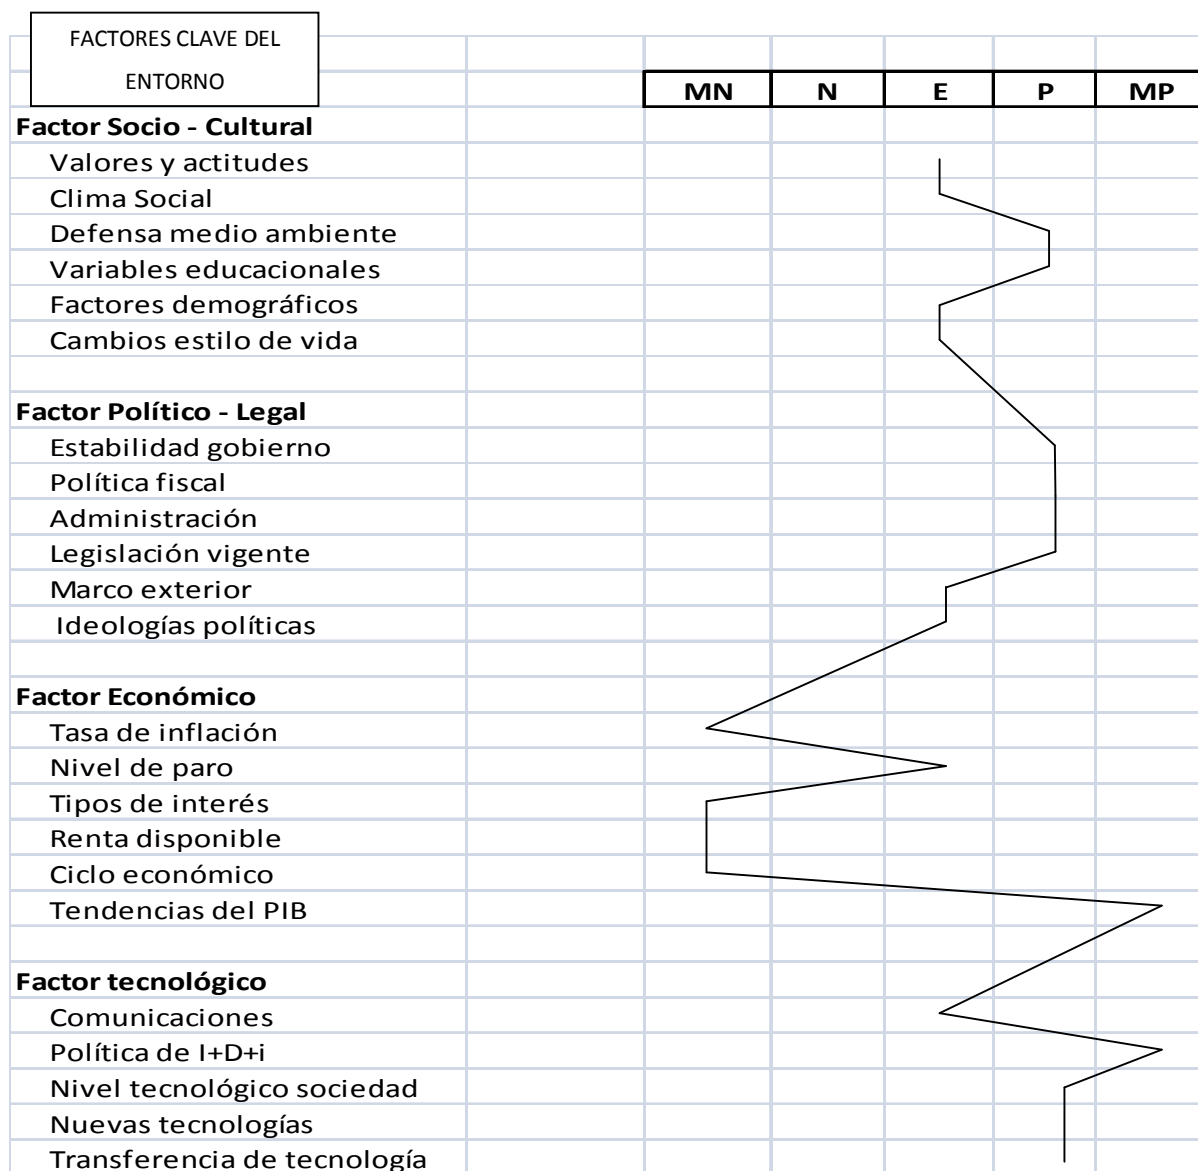 FACTORES CLAVE DEL
ENTORNO
MN N E P MP
Factor Socio - Cultural
Valores y actitudes
Clima Social
Defensa medio ambiente
Variables educacionales
Factores demográficos
Cambios estilo de vida
Factor Político - Legal
Estabilidad gobierno
Política fiscal
Administración
Legislación vigente
Marco exterior
Ideologías políticas
Factor Económico
Tasa de inflación
Nivel de paro
Tipos de interés
Renta disponible
Ciclo económico
Tendencias del PIB
Factor tecnológico
Comunicaciones
Política de I+D+i
Nivel tecnológico sociedad
Nuevas tecnologías
Transferencia de tecnología